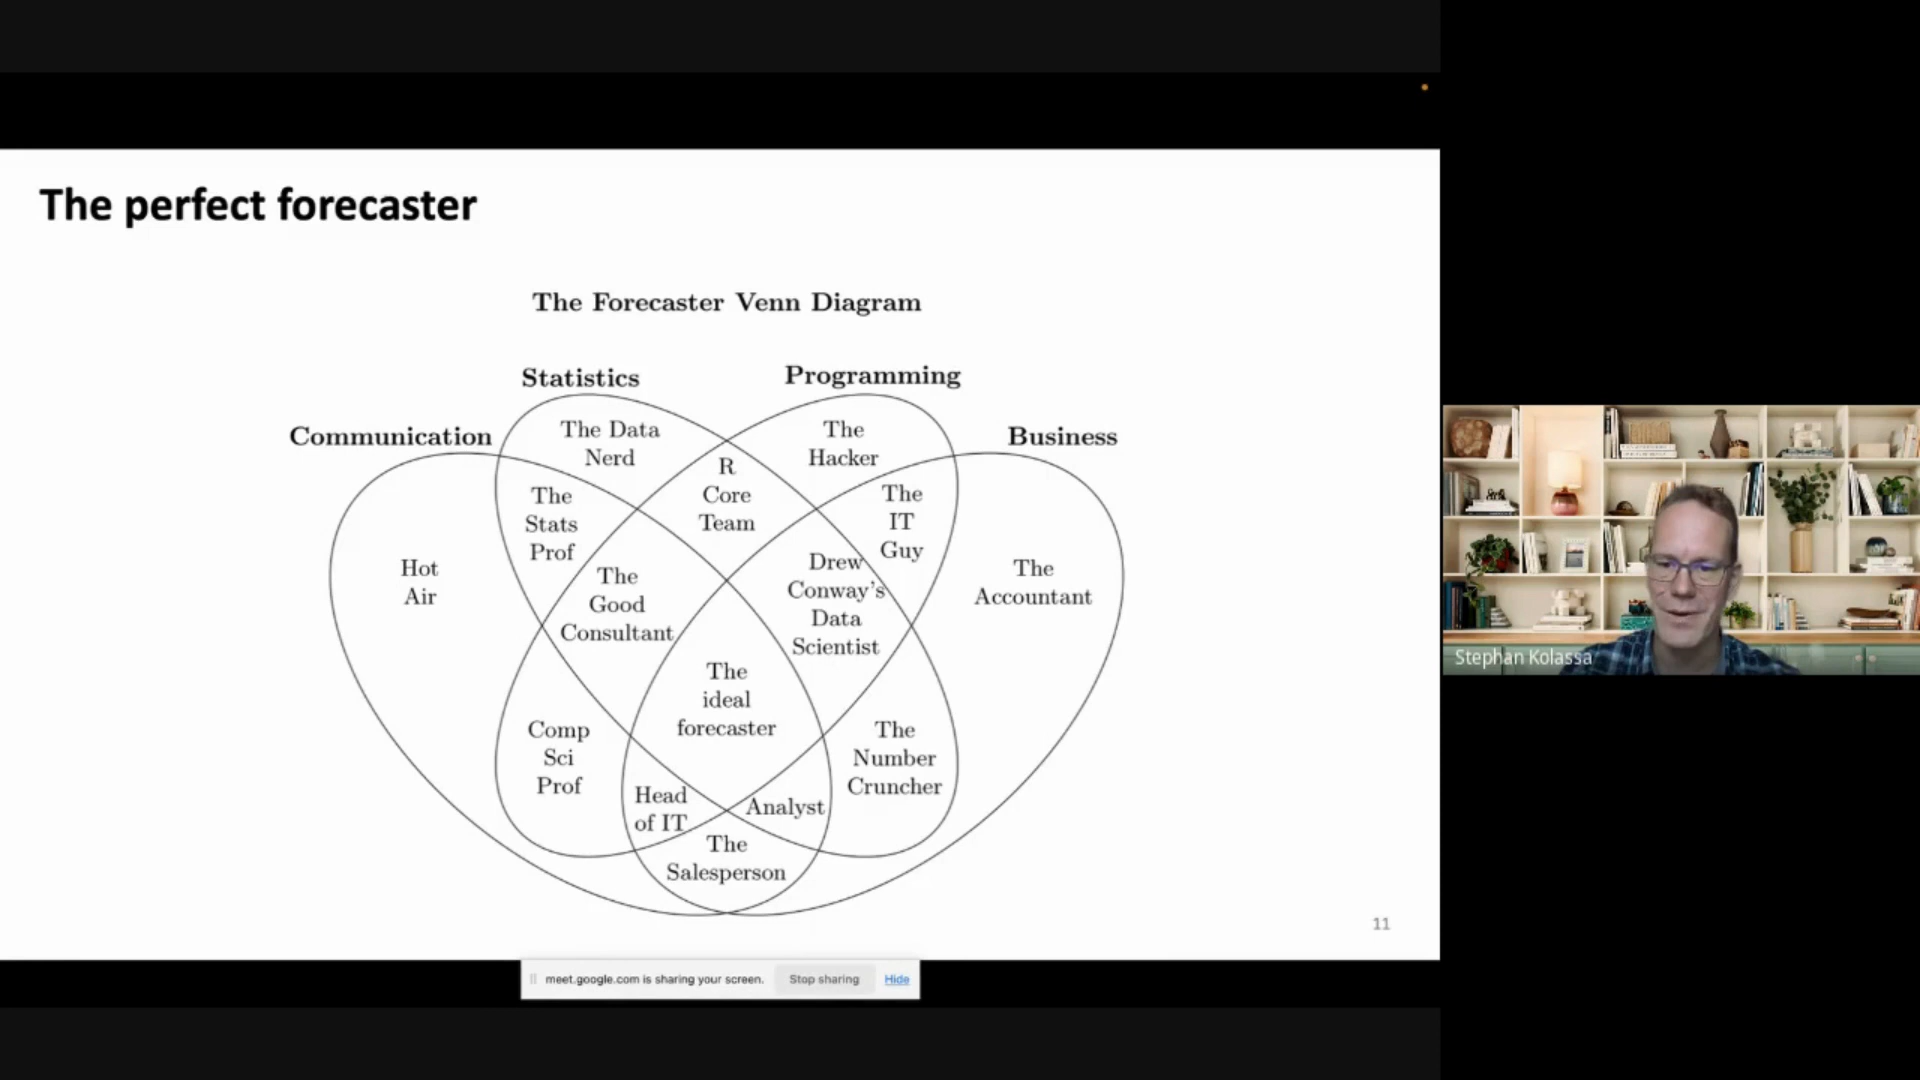 The perfect forecaster
The Forecaster Venn Diagram
Statistics
Programming
Communication
Business
The Data
Nerd
The
Hacker
R
Core
Team
The
Stats
Prof
The
IT
Guy
Hot
Air
The
Good
Consultant
Drew
Conway's
Data
Scientist
The
Accountant
The
ideal
forecaster
Comp
Sci
Prof
The
Number
Cruncher
Head
of IT
Analyst
The
Salesperson
11
meet.google.com is sharing your screen.
Stop sharing
Hide
Stephan Kolassa